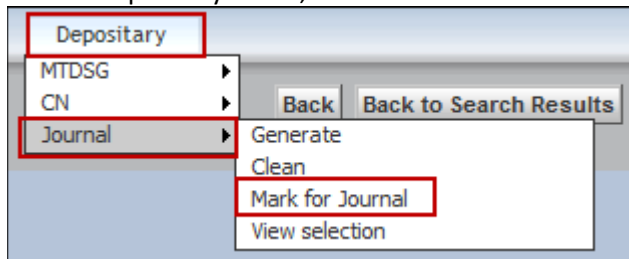 Depositary
MTDSG
CN
Back Back to Search Results
Journal
Generate
Clean
Mark for Journal
View selection